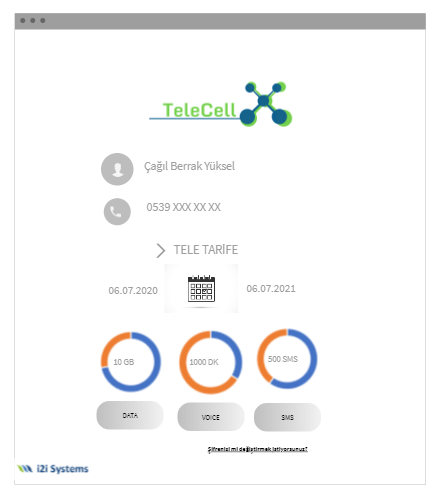 TeleCell
Çağıl Berrak Yüksel
0539 XXX XX XX
TELE TARİFE
06.07.2020
06.07.2021
10 GB
1000 DK
500 SMS
DATA
VOICE
SMS
Şifrenizi mi değiştirmek istiyorsunuz?
i2i Systems